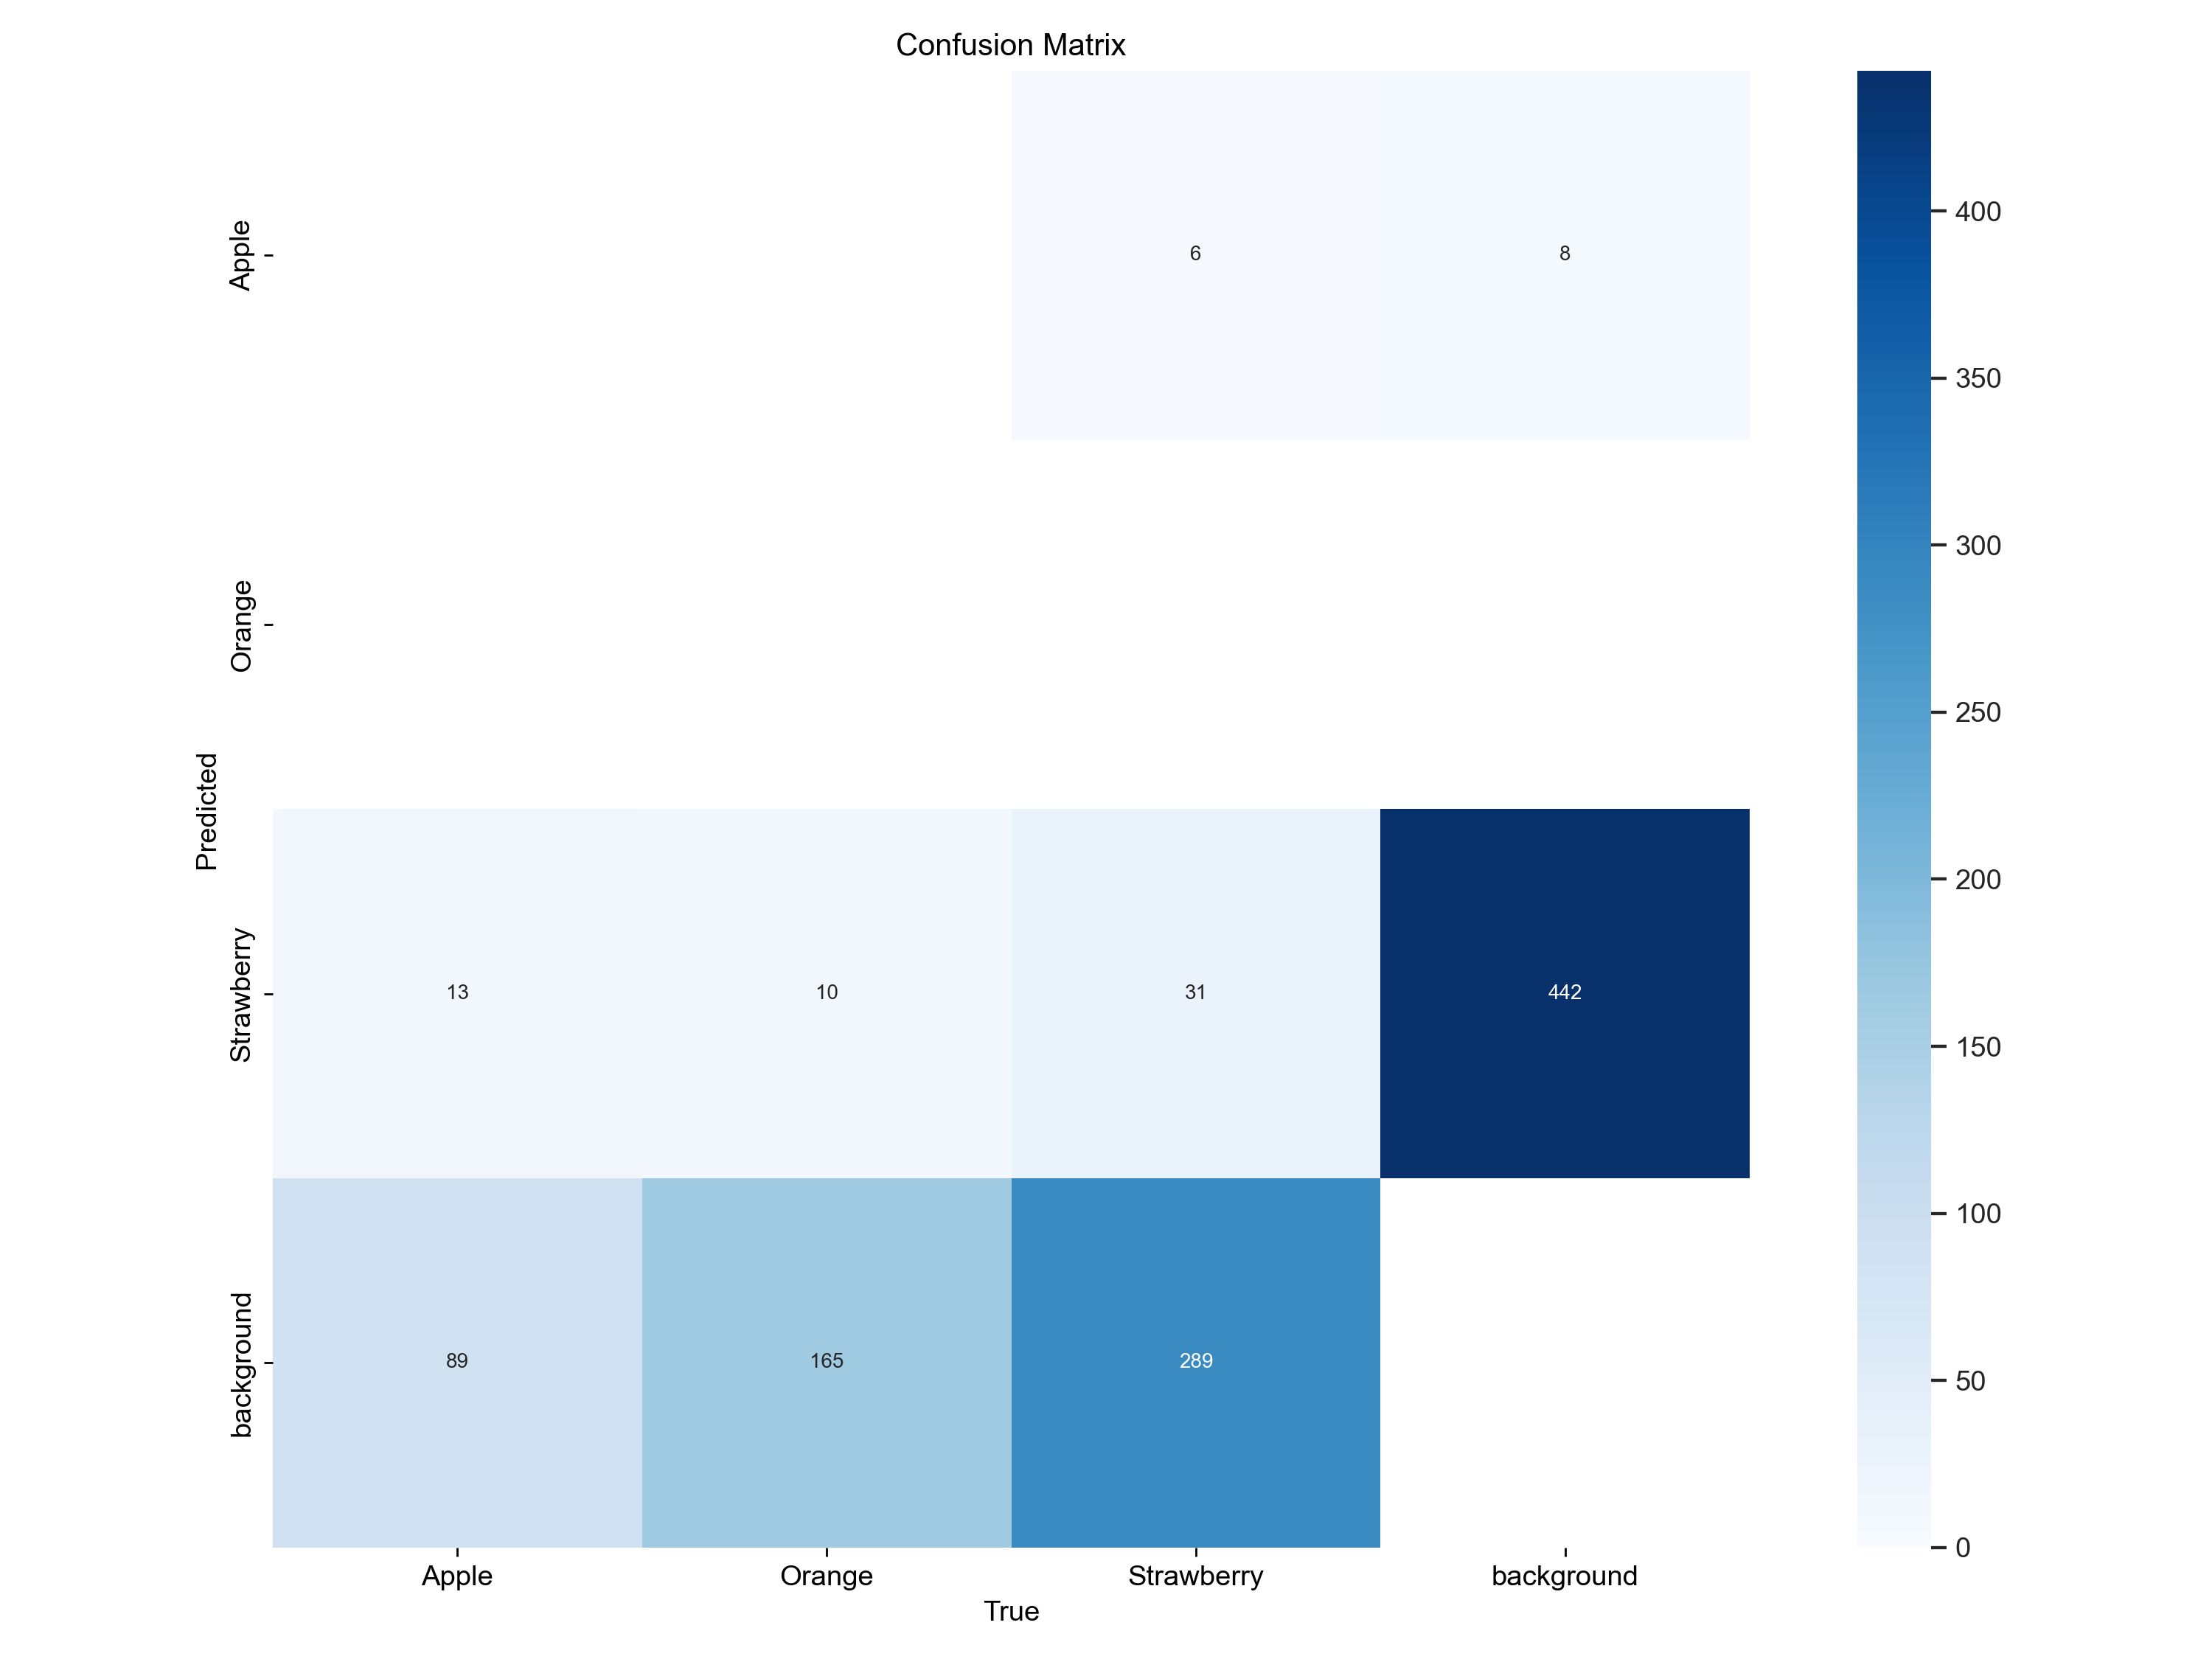 Confusion Matrix
Apple
6
8
400
350
300
Orange
250
Predicted
200
Strawberry
13
10
31
442
150
100
background
89
165
289
50
0
Apple
Orange
Strawberry
background
True